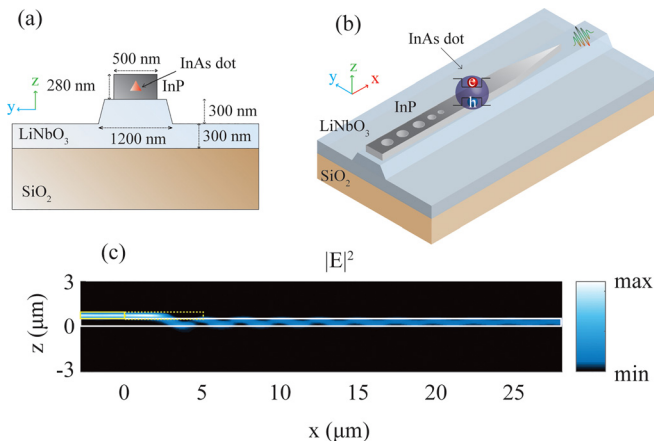 (a)
500 nm
InAs dot
280 nm
InP
z
y
300 nm
1200 nm
300 nm
LiNbO3
SiO2
(b)
InAs dot
z
y
x
e
h
InP
LiNbO3
SiO2
(c)
|E|²
3
0
-3
z (µm)
0
5
10
15
20
25
x (µm)
max
min